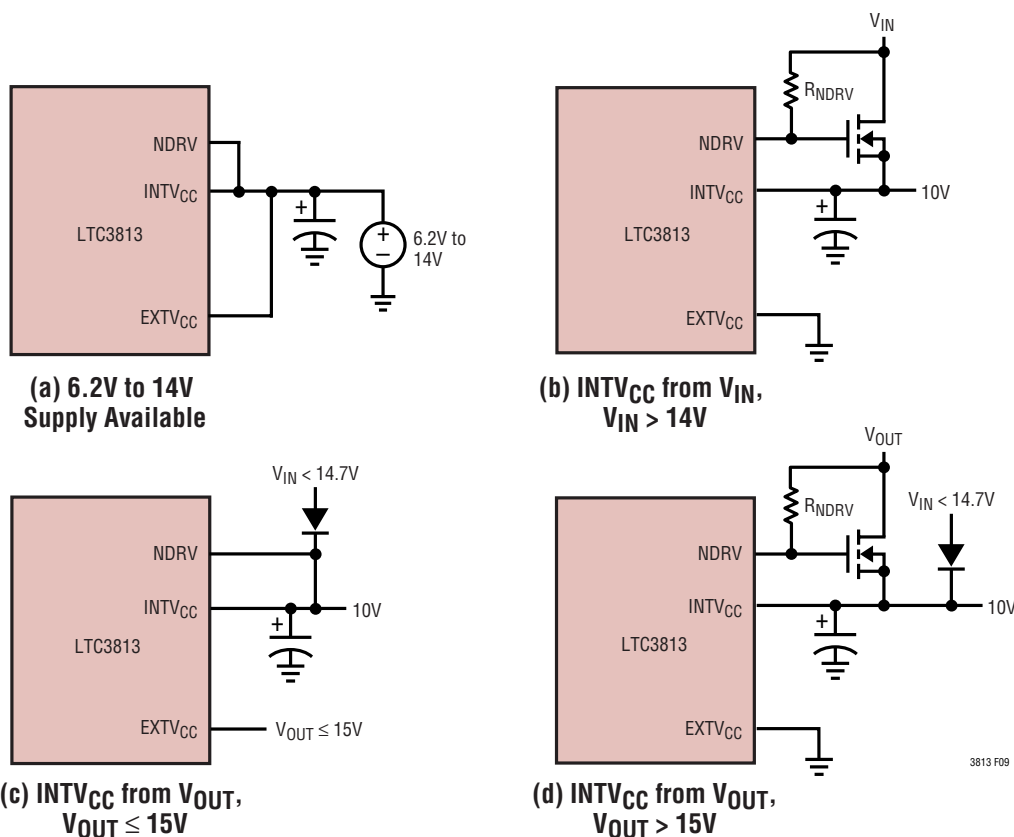 NDRV
INTVCC
LTC3813
EXTVCC
+
+
−
6.2V to
14V
(a) 6.2V to 14V
Supply Available
VIN
RNDRV
NDRV
INTVCC
10V
+
LTC3813
EXTVCC
(b) INTVCC from VIN,
VIN > 14V
VIN < 14.7V
NDRV
INTVCC
10V
+
LTC3813
EXTVCC
VOUT ≤ 15V
(c) INTVCC from VOUT,
VOUT ≤ 15V
VOUT
RNDRV
VIN < 14.7V
NDRV
INTVCC
10V
+
LTC3813
EXTVCC
3813 F09
(d) INTVCC from VOUT,
VOUT > 15V